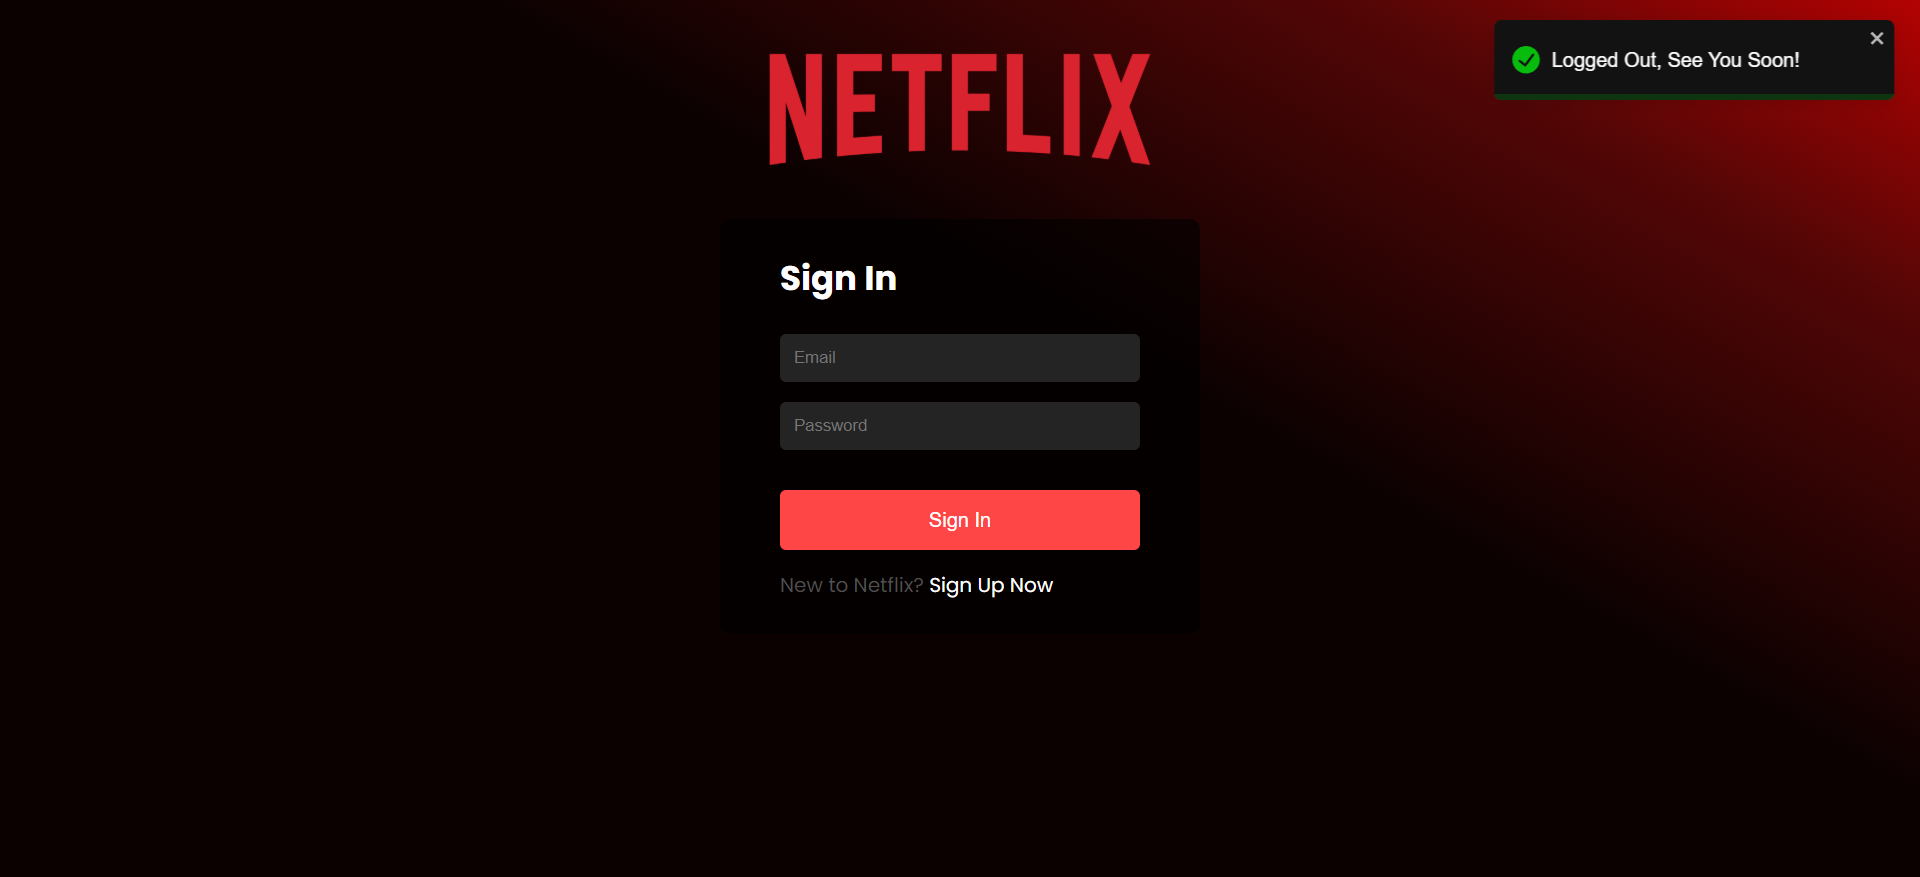 NETFLIX
Logged Out, See You Soon!
Sign In
Email
Password
Sign In
New to Netflix? Sign Up Now